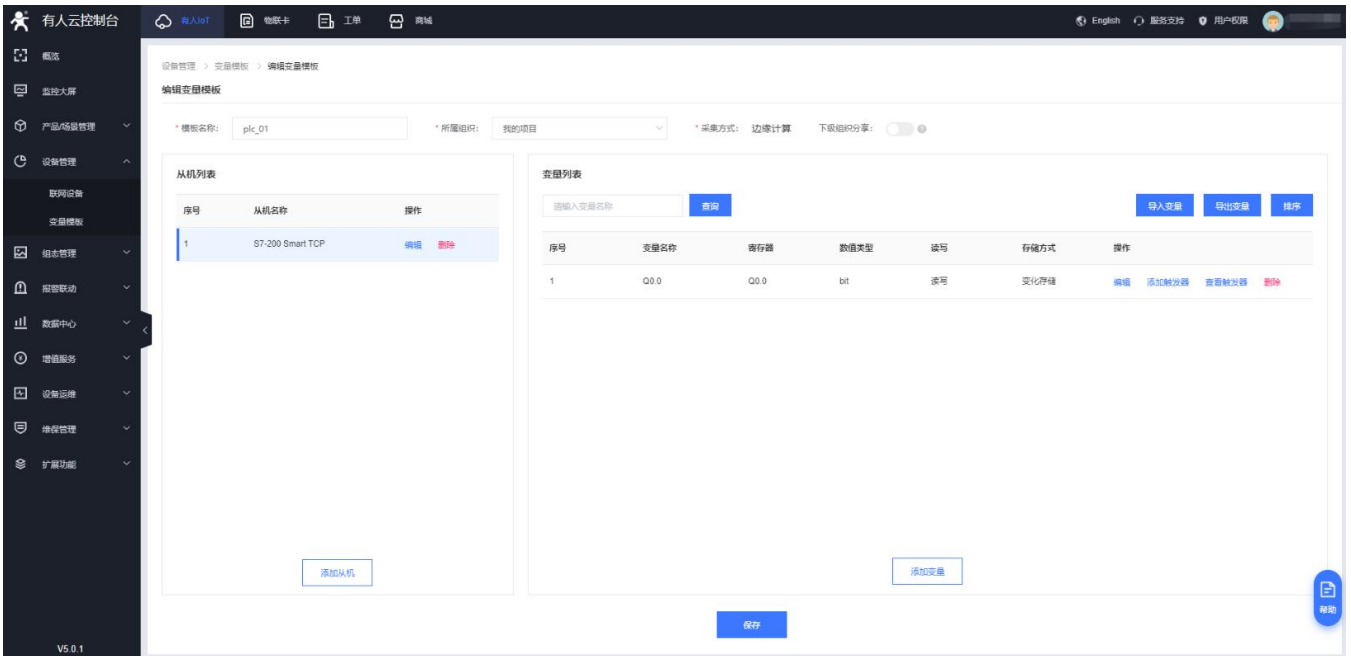 有人云控制台
有人IoT 物联卡 工单 商城
English 服务支持 用户权限
概览
监控大屏
产品/场景管理
设备管理
联网设备
变量模板
组态管理
报警联动
数据中心
增值服务
设备运维
维保管理
扩展功能
V5.0.1
设备管理 > 变量模板 > 编辑变量模板
编辑变量模板
* 模板名称: plc_01 * 所属组织: 我的项目 * 采集方式: 边缘计算 下级组织分享:
从机列表
序号 从机名称 操作
1 S7-200 Smart TCP 编辑 删除
添加从机
变量列表
请输入变量名称 查询 导入变量 导出变量 排序
序号 变量名称 寄存器 数值类型 读写 存储方式 操作
1 Q0.0 Q0.0 bit 读写 变化存储 编辑 添加触发器 查看触发器 删除
添加变量
保存
帮助